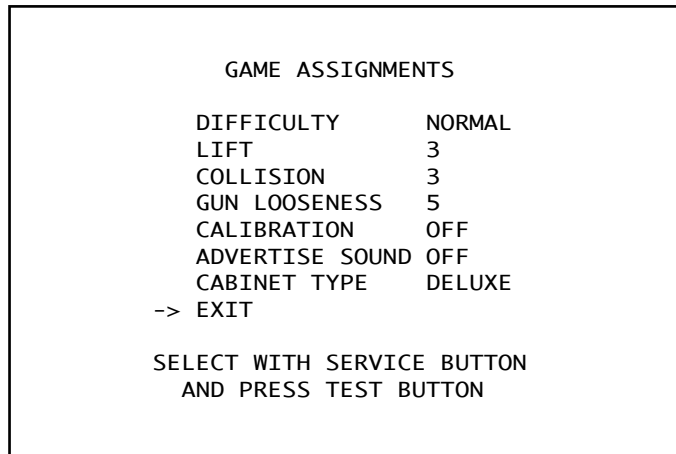 GAME ASSIGNMENTS
DIFFICULTY NORMAL
LIFT 3
COLLISION 3
GUN LOOSENESS 5
CALIBRATION OFF
ADVERTISE SOUND OFF
CABINET TYPE DELUXE
-> EXIT
SELECT WITH SERVICE BUTTON
AND PRESS TEST BUTTON